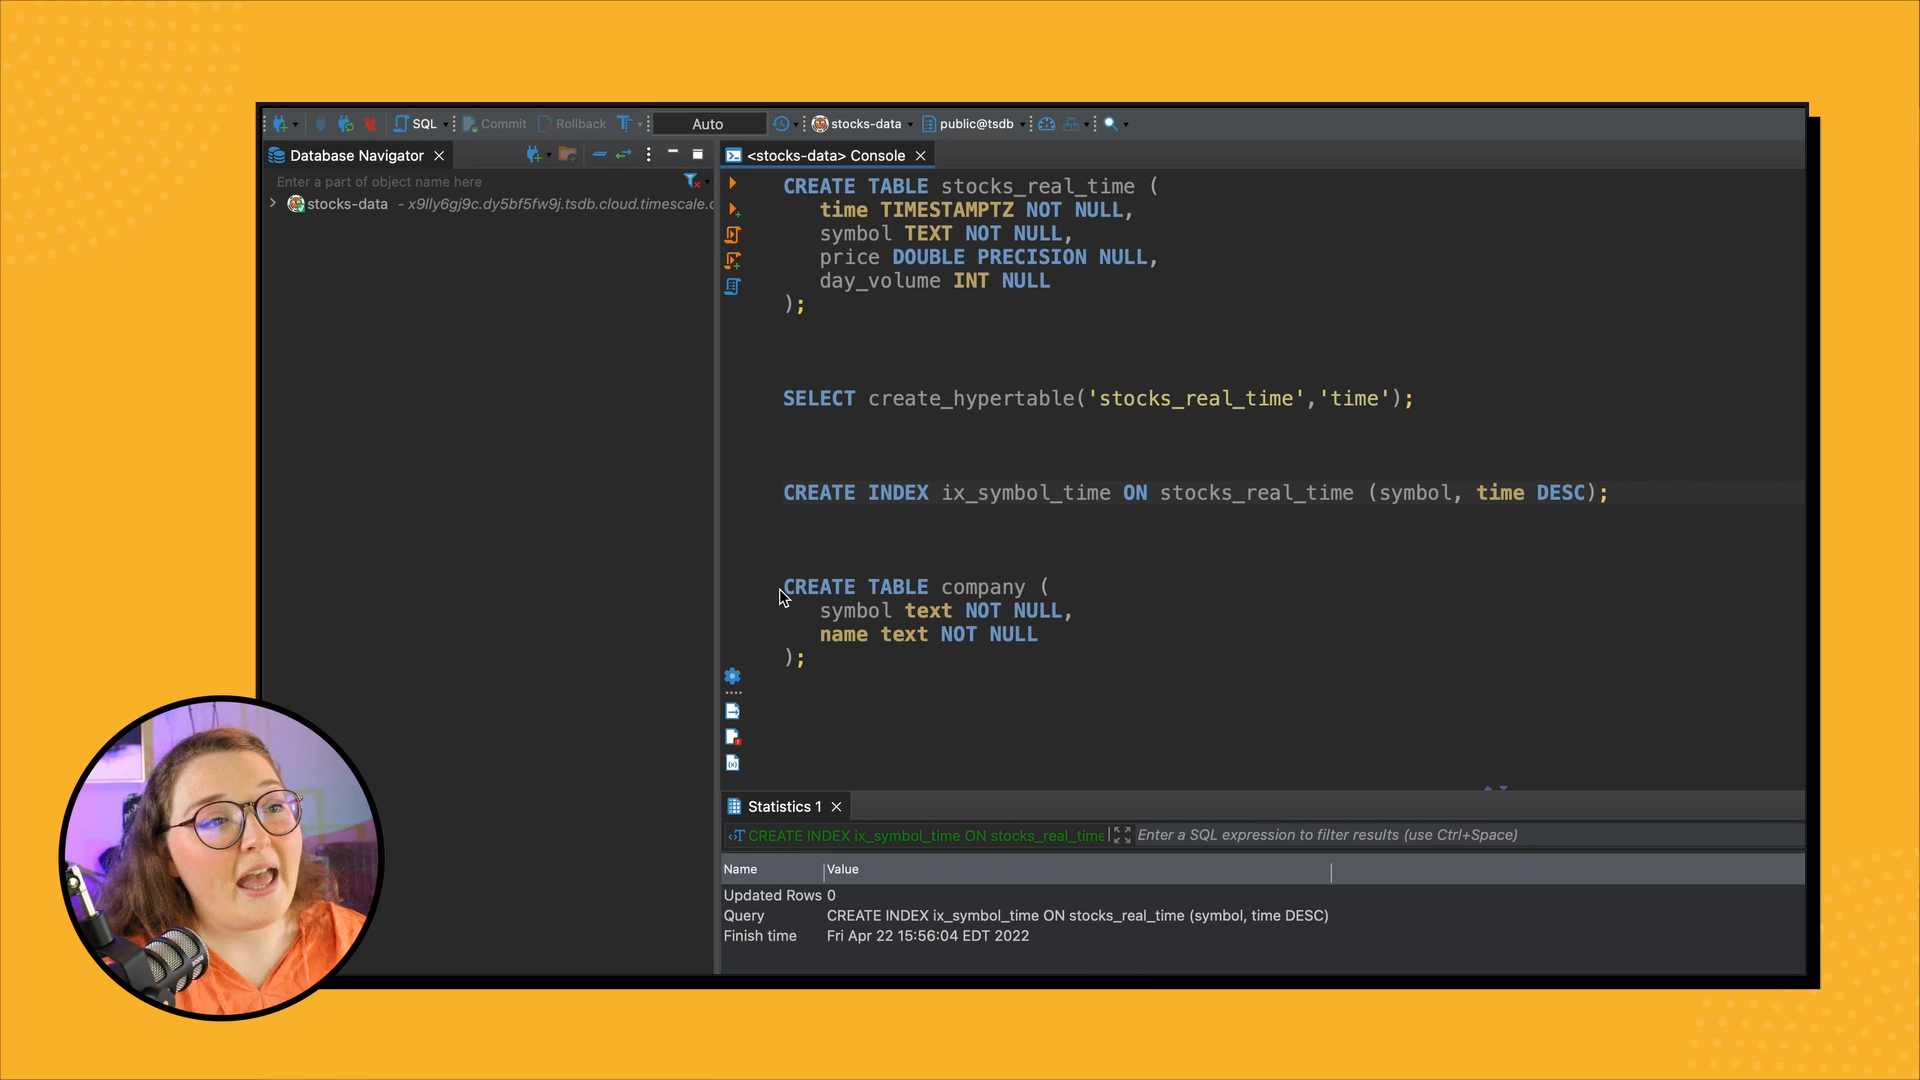 SQL
Commit
Rollback
Auto
stocks-data
public@tsdb
Database Navigator
<stocks-data> Console
Enter a part of object name here
stocks-data - x9lly6gj9c.dy5bf5fw9j.tsdb.cloud.timescale.c
CREATE TABLE stocks_real_time (
time TIMESTAMPTZ NOT NULL,
symbol TEXT NOT NULL,
price DOUBLE PRECISION NULL,
day_volume INT NULL
);
SELECT create_hypertable('stocks_real_time','time');
CREATE INDEX ix_symbol_time ON stocks_real_time (symbol, time DESC);
CREATE TABLE company (
symbol text NOT NULL,
name text NOT NULL
);
Statistics 1
CREATE INDEX ix_symbol_time ON stocks_real_time
Enter a SQL expression to filter results (use Ctrl+Space)
Name Value
Updated Rows 0
Query CREATE INDEX ix_symbol_time ON stocks_real_time (symbol, time DESC)
Finish time Fri Apr 22 15:56:04 EDT 2022